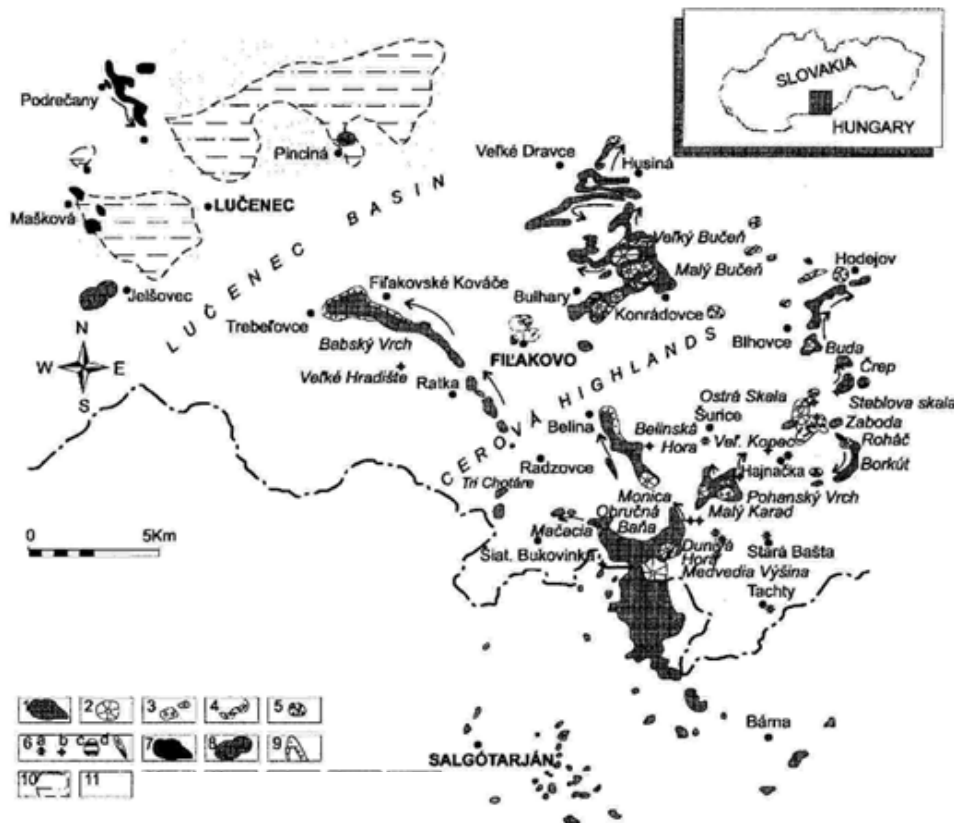 SLOVAKIA
HUNGARY
Podrečany
Pinciná
Veľké Dravce
Husiná
Mašková
LUČENEC
LUČENEC BASIN
Veľký Bučeň
Malý Bučeň
Hodejov
Jelšovec
Fiľakovské Kováče
Bulhary
Konrádovce
Trebeľovce
Babský Vrch
FIĽAKOVO
Blhovce
Buda
N
W E
S
Veľké Hradište
Ratka
CEROVÁ HIGHLANDS
Črep
Ostrá Skala
Steblova skala
Belina
Belinská
Hora
Šurice
Zaboda
Veľ. Kopec
Roháč
Radzovce
Hajnačka
Borkút
Tri Chotáre
Monica
Pohanský Vrch
Obručná
Baňa
Malý Karad
Mačacia
0 5Km
Šiat. Bukovinka
Dunová
Hora
Stará Bašta
Medvedia Výšina
Tachty
1 2 3 4 5
6 a b c d 7 8 9
10 11
Bárna
SALGÓTARJÁN